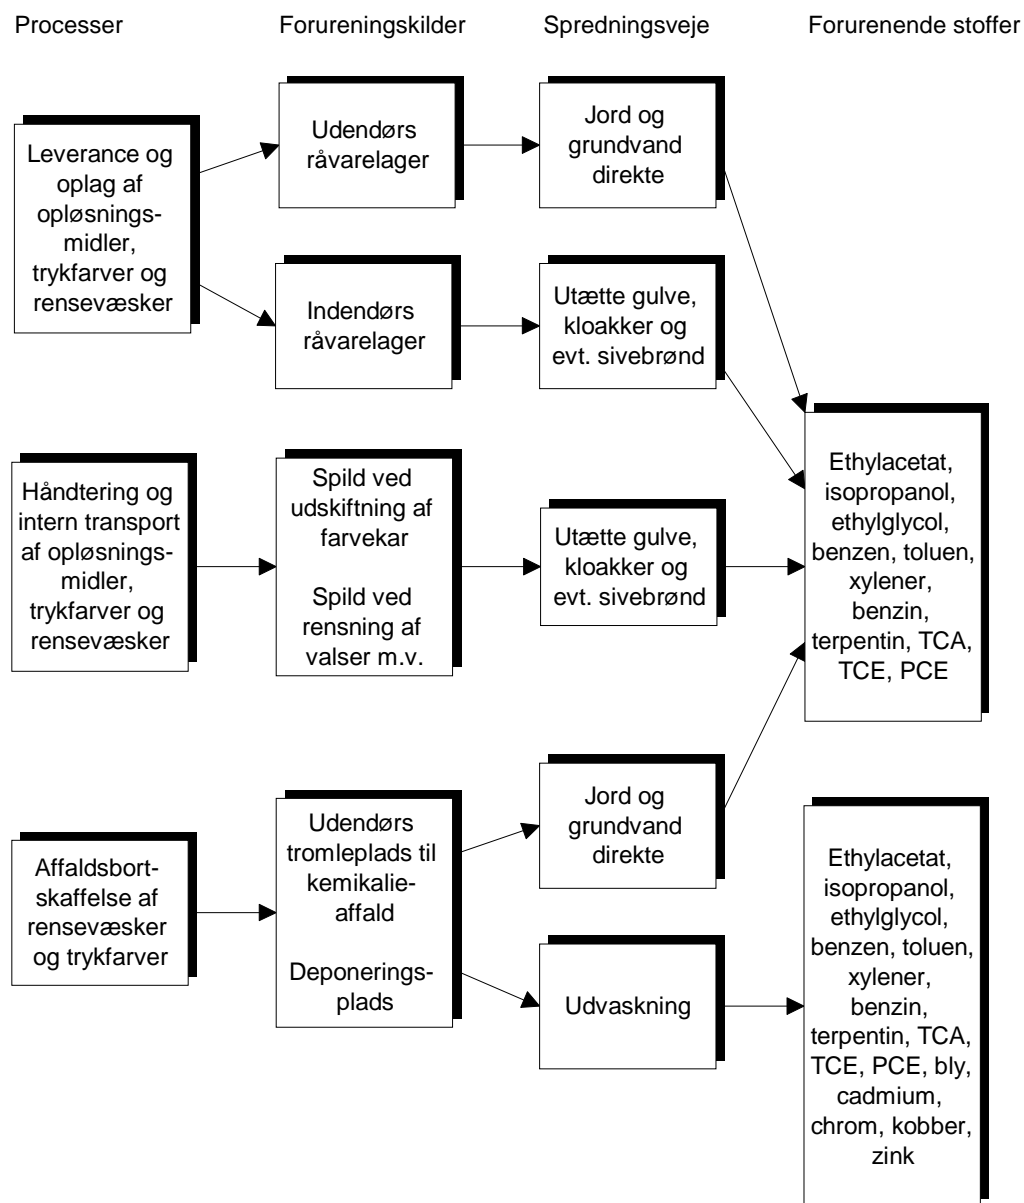 Processer
Forureningskilder
Spredningsveje
Forurenende stoffer
Leverance og
oplag af
opløsnings-
midler,
trykfarver og
rensevæsker
Udendørs
råvarelager
Jord og
grundvand
direkte
Indendørs
råvarelager
Utætte gulve,
kloakker og
evt. sivebrønd
Håndtering og
intern transport
af opløsnings-
midler,
trykfarver og
rensevæsker
Spild ved
udskiftning af
farvekar
Spild ved
rensning af
valser m.v.
Utætte gulve,
kloakker og
evt. sivebrønd
Ethylacetat,
isopropanol,
ethylglycol,
benzen, toluen,
xylener,
benzin,
terpentin, TCA,
TCE, PCE
Affaldsbort-
skaffelse af
rensevæsker
og trykfarver
Udendørs
tromleplads til
kemikalie-
affald
Deponerings-
plads
Jord og
grundvand
direkte
Udvaskning
Ethylacetat,
isopropanol,
ethylglycol,
benzen, toluen,
xylener,
benzin,
terpentin, TCA,
TCE, PCE, bly,
cadmium,
chrom, kobber,
zink